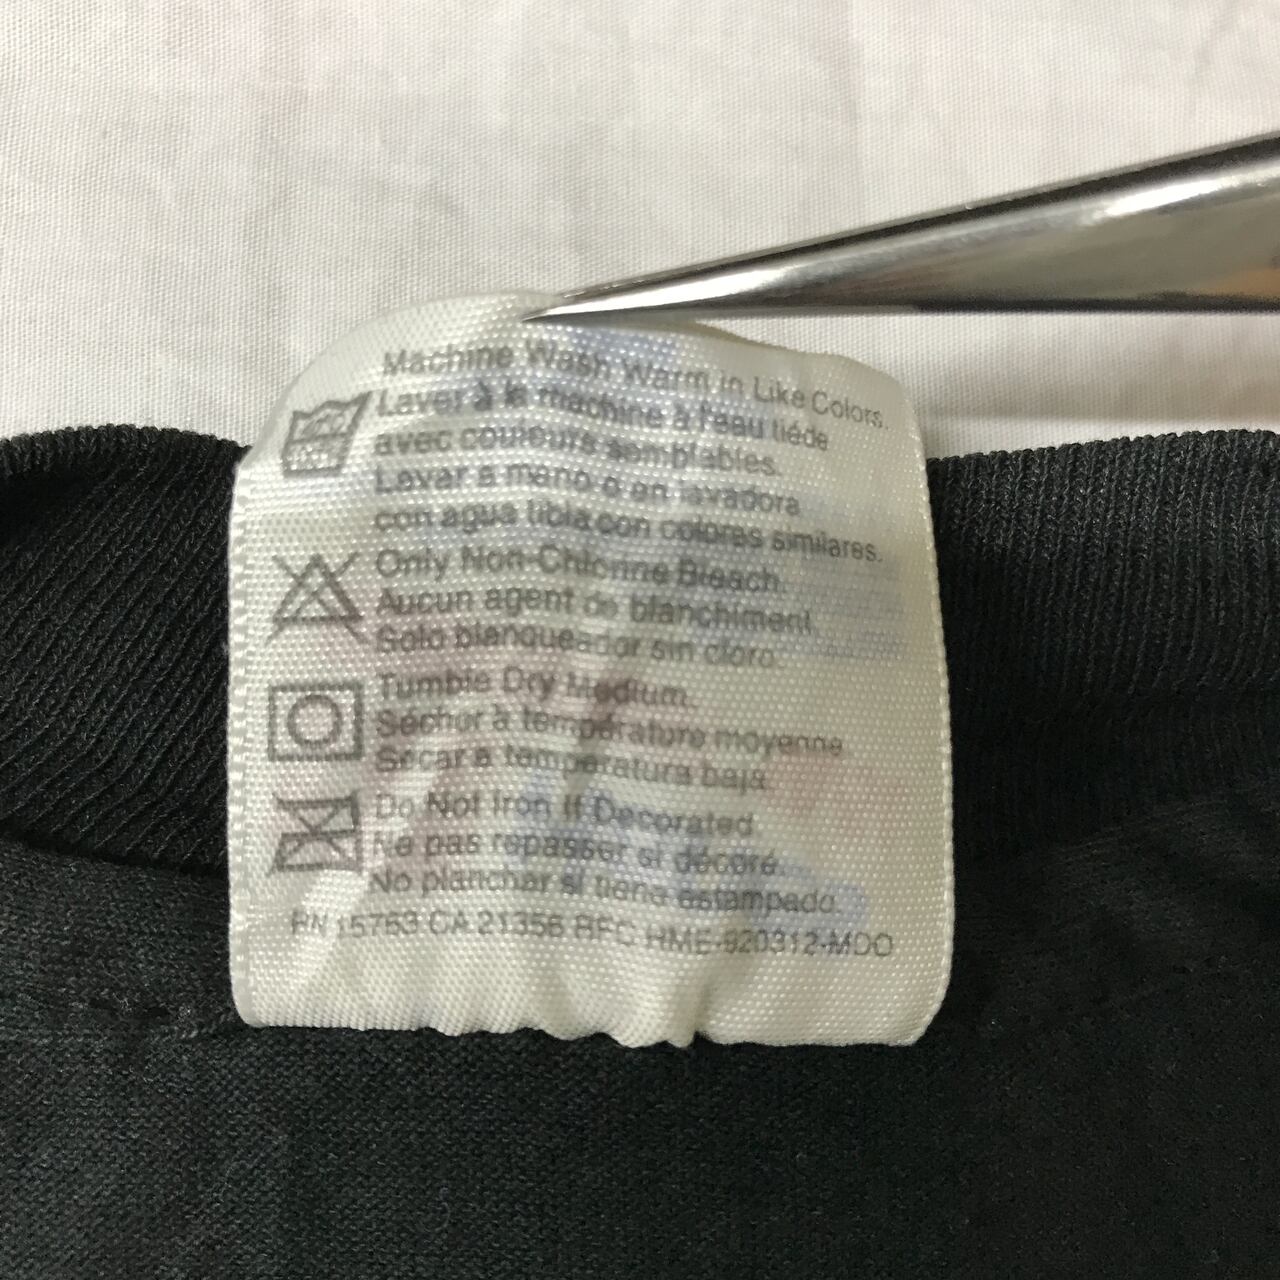 Machine Wash Warm in Like Colors.
Laver à la machine à l'eau tiéde
avec couleurs semblables.
Lavar a mano o en lavadora
con agua tibia con colores similares.
Only Non-Chlorine Bleach.
Aucun agent de blanchiment.
Solo blanqueador sin cloro.
Tumble Dry Medium.
Sécher à température moyenne
Secar a temperatura baja
Do Not Iron If Decorated.
Ne pas repasser si décoré.
No planchar si tiene estampado.
RN 15763 CA 21356 RFC HME-920312-MDO